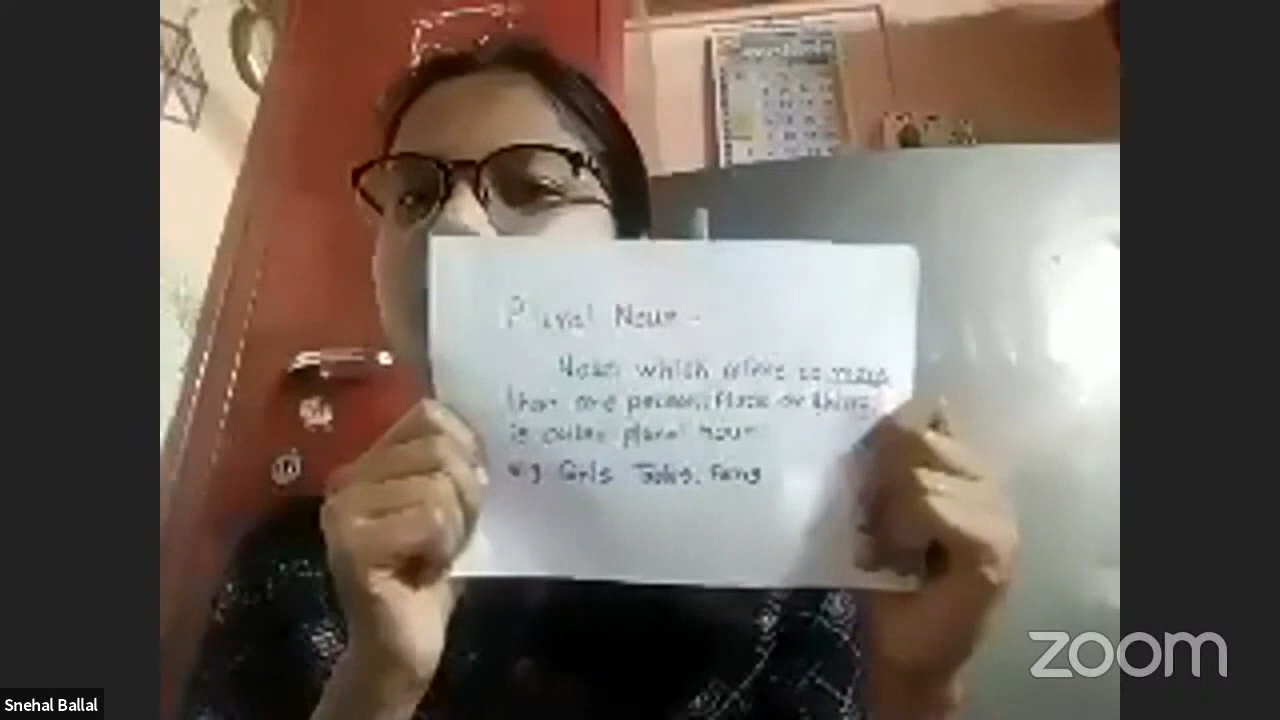 Plural Noun -
Noun which refers to more
than one person, place or thing
is called plural noun
e.g Girls Tables, Fans
Snehal Ballal
zoom